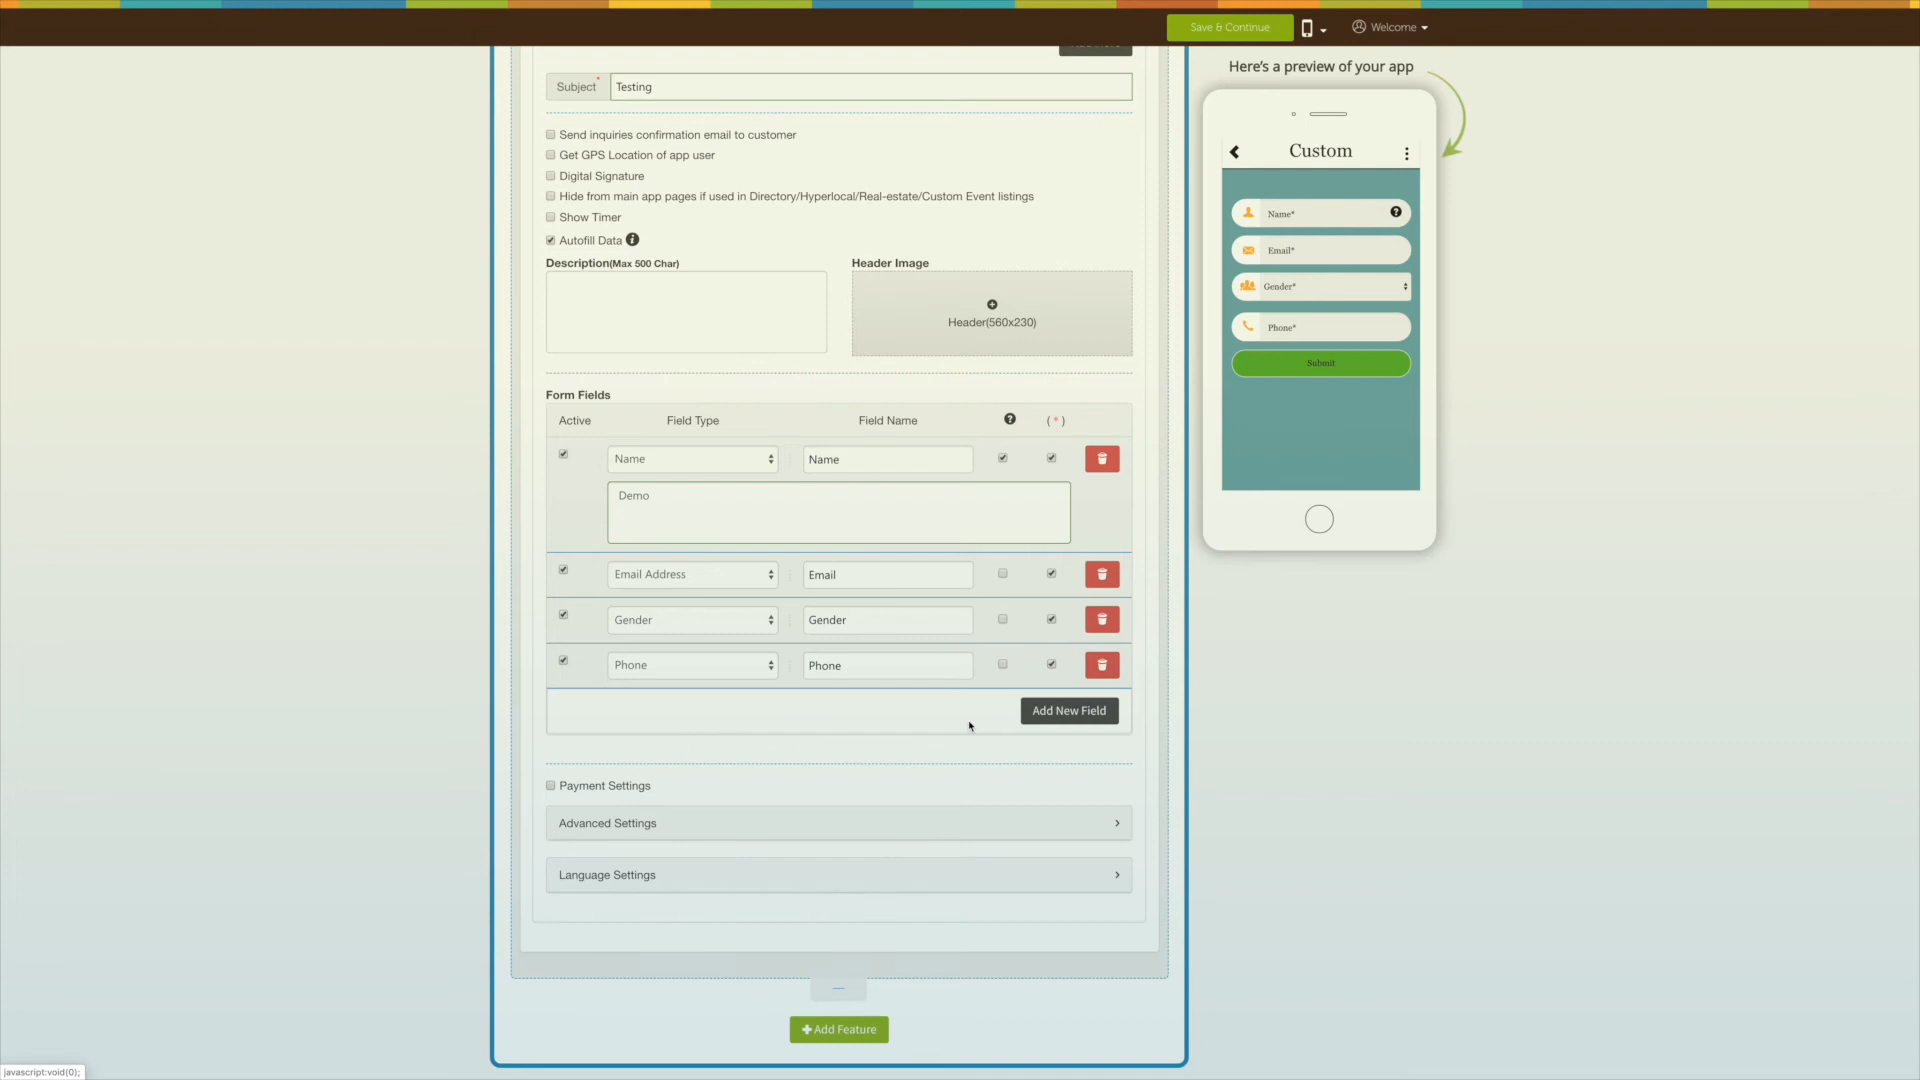 Save & Continue
Welcome
Here's a preview of your app
Subject*
Testing
Custom
Send inquiries confirmation email to customer
Get GPS Location of app user
Digital Signature
Hide from main app pages if used in Directory/Hyperlocal/Real-estate/Custom Event listings
Show Timer
Autofill Data
Name*
Email*
Gender*
Phone*
Submit
Description(Max 500 Char)
Header Image
Header(560x230)
Form Fields
Active Field Type Field Name ? ( * )
Name Name
Demo
Email Address Email
Gender Gender
Phone Phone
Add New Field
Payment Settings
Advanced Settings
Language Settings
Add Feature
javascript:void(0);